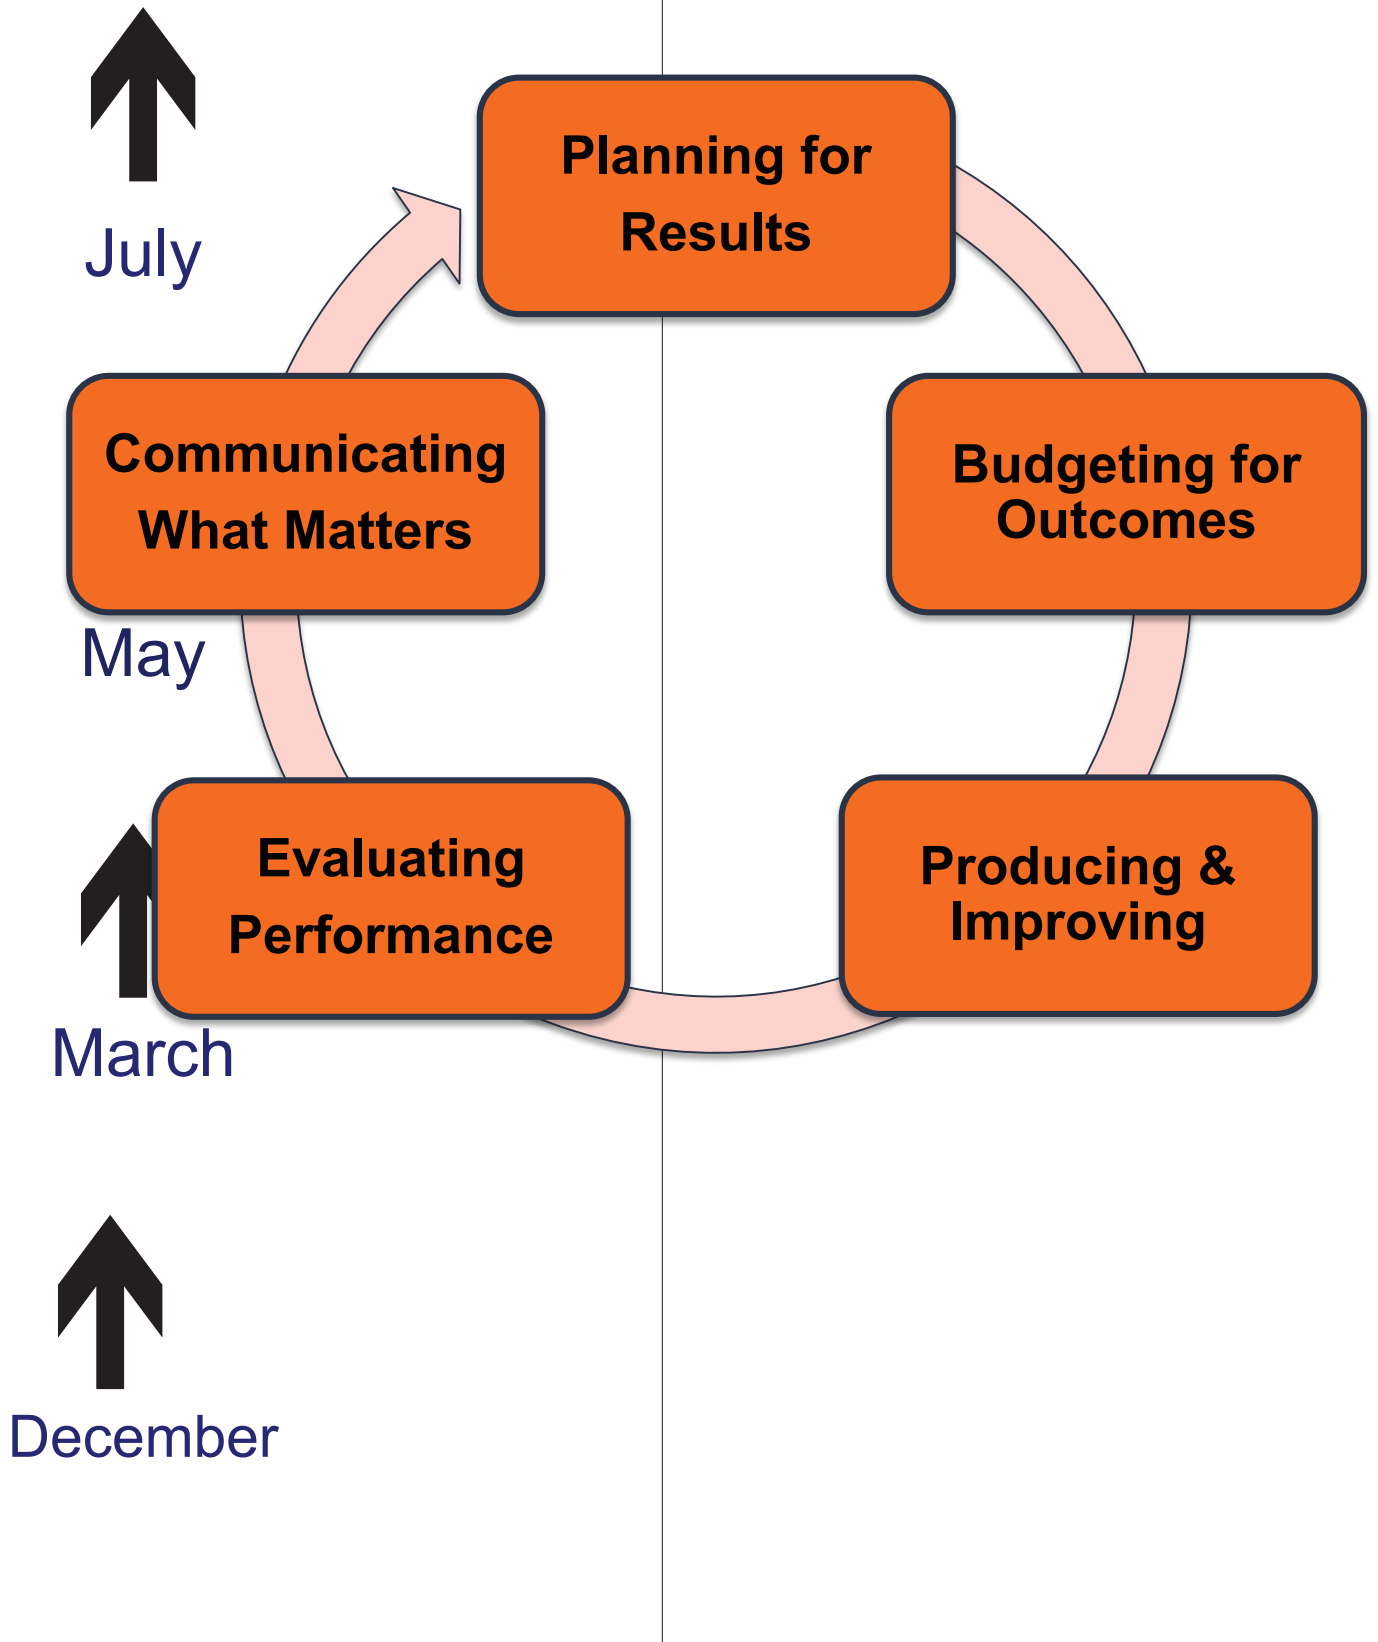 Planning for
Results
July
Communicating
What Matters
Budgeting for
Outcomes
May
Evaluating
Performance
Producing &
Improving
March
December